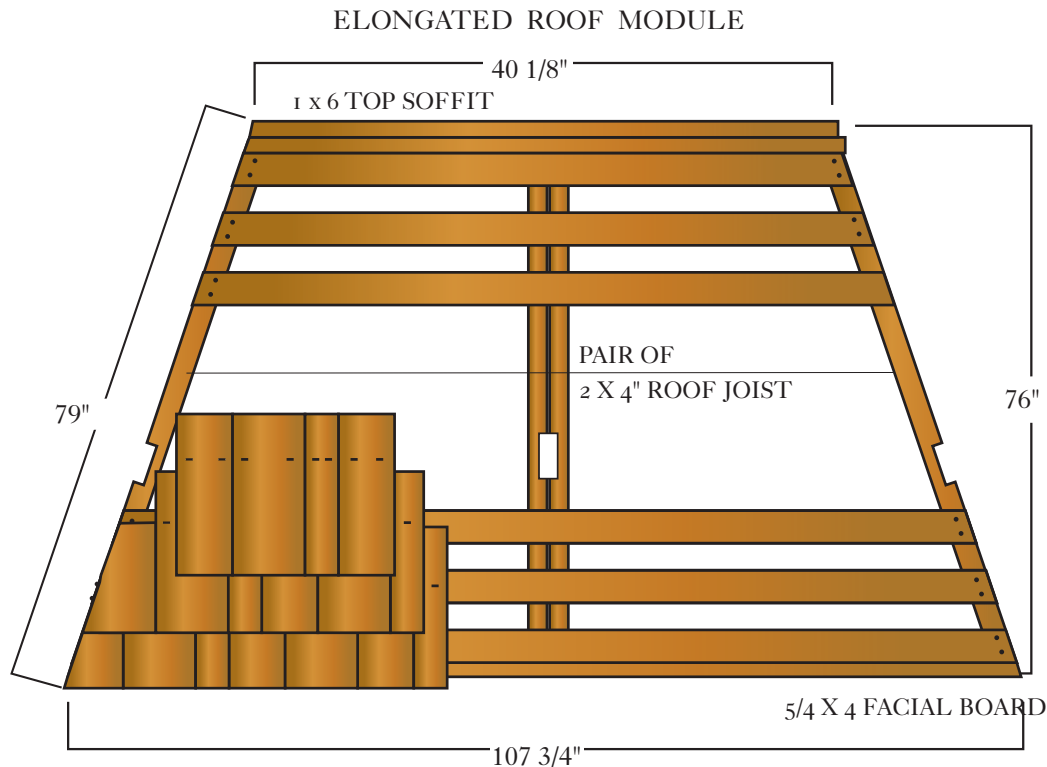 ELONGATED ROOF MODULE
40 1/8"
1 x 6 TOP SOFFIT
PAIR OF
2 X 4" ROOF JOIST
79"
76"
5/4 X 4 FACIAL BOARD
107 3/4"